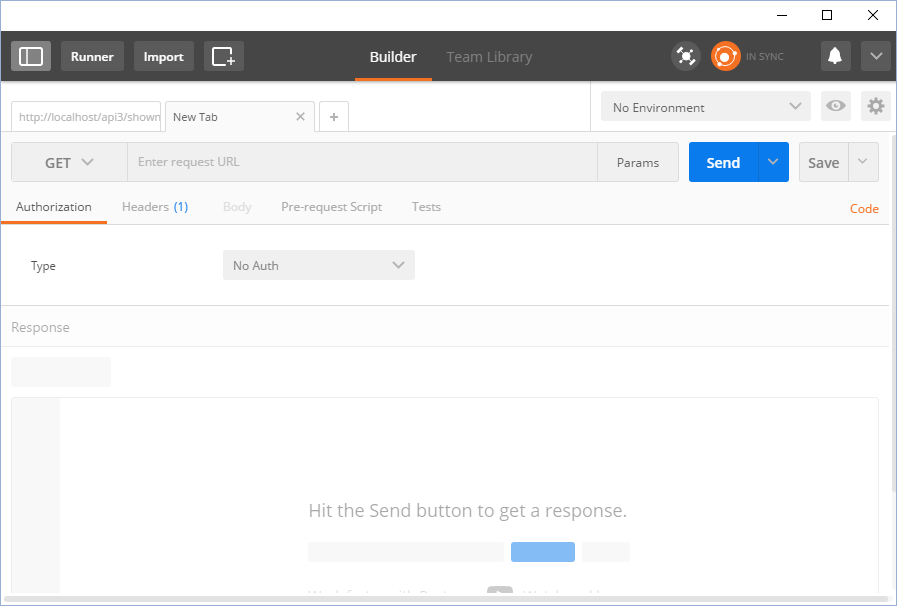 Runner Import Builder Team Library IN SYNC
http://localhost/api3/shown New Tab No Environment
GET Enter request URL Params Send Save
Authorization Headers (1) Body Pre-request Script Tests Code
Type No Auth
Response
Hit the Send button to get a response.